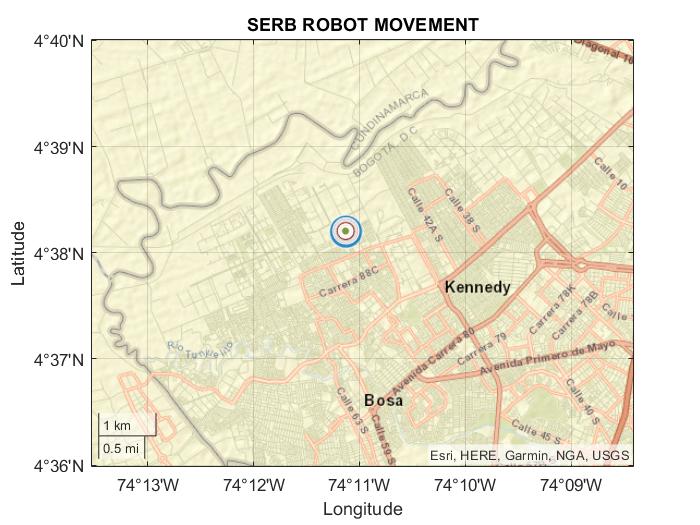 SERB ROBOT MOVEMENT
4°40'N
4°39'N
4°38'N
4°37'N
4°36'N
Latitude
CUNDINAMARCA
BOGOTA, D.C
Diagonal 16
Calle 10
Calle 42A S
Calle 38 S
Carrera 88C
Kennedy
Carrera 78K
Carrera 78B
Calle
Rio Tunjuelito
Avenida Carrera 80
Carrera 79
Avenida Primero de Mayo
Bosa
Calle 63 S
Calle 59 S
Calle 40 S
Calle 45 S
1 km
0.5 mi
Esri, HERE, Garmin, NGA, USGS
74°13'W
74°12'W
74°11'W
74°10'W
74°09'W
Longitude